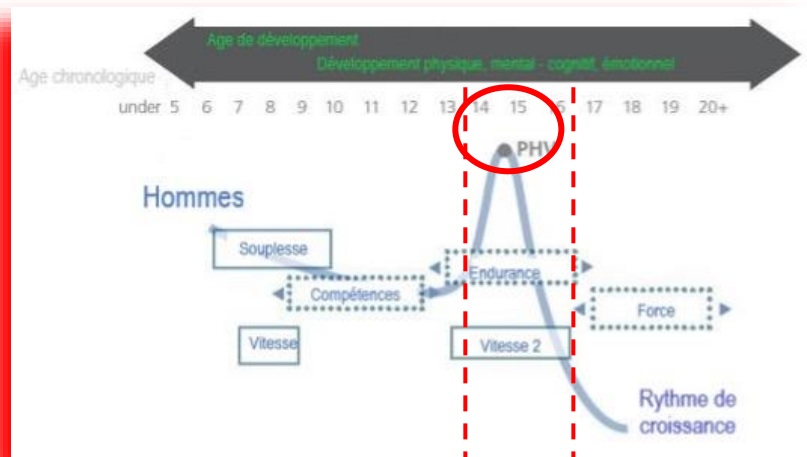 Age de développement
Développement physique, mental - cognitif, émotionnel
Age chronologique
under 5 6 7 8 9 10 11 12 13 14 15 6 17 18 19 20+
PHV
Hommes
Souplesse
Endurance
Compétences
Force
Vitesse
Vitesse 2
Rythme de
croissance